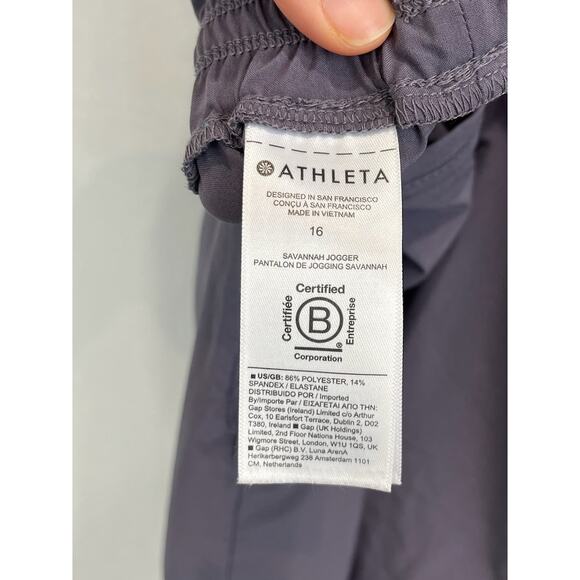 ATHLETA
DESIGNED IN SAN FRANCISCO
CONÇU À SAN FRANCISCO
MADE IN VIETNAM
16
SAVANNAH JOGGER
PANTALON DE JOGGING SAVANNAH
Certified
Certifiée
B
Entreprise
®
Corporation
■ US/GB: 86% POLYESTER, 14%
SPANDEX / ELASTANE
DISTRIBUIDO POR / Imported
By/Importe Par / ΕΙΣΑΓΕΤΑΙ ΑΠΟ ΤΗΝ:
Gap Stores (Ireland) Limited c/o Arthur
Cox, 10 Earlsfort Terrace, Dublin 2, D02
T380, Ireland ■ Gap (UK Holdings)
Limited, 2nd Floor Nations House, 103
Wigmore Street, London, W1U 1QS, UK
■ Gap (RHC) B.V. Luna ArenA
Herikerbergweg 238 Amsterdam 1101
CM, Netherlands